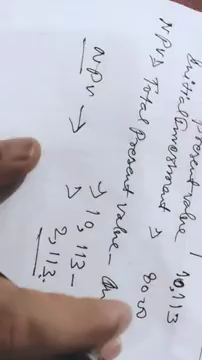 present value 10,113
Initial investment → 8000
NPV → Total Present value -
NPV →
→ 10,113 -
→ 2,113